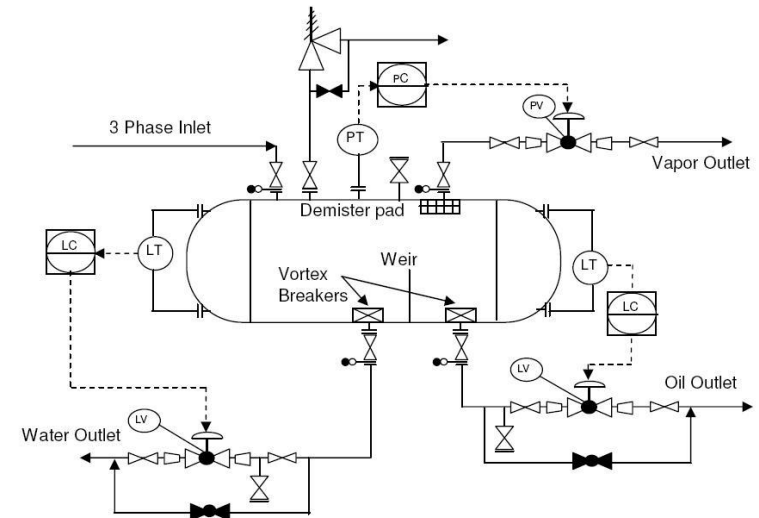 PC
PV
3 Phase Inlet
PT
Vapor Outlet
Demister pad
LC
LT
Weir
LT
Vortex
Breakers
LC
LV
Oil Outlet
LV
Water Outlet